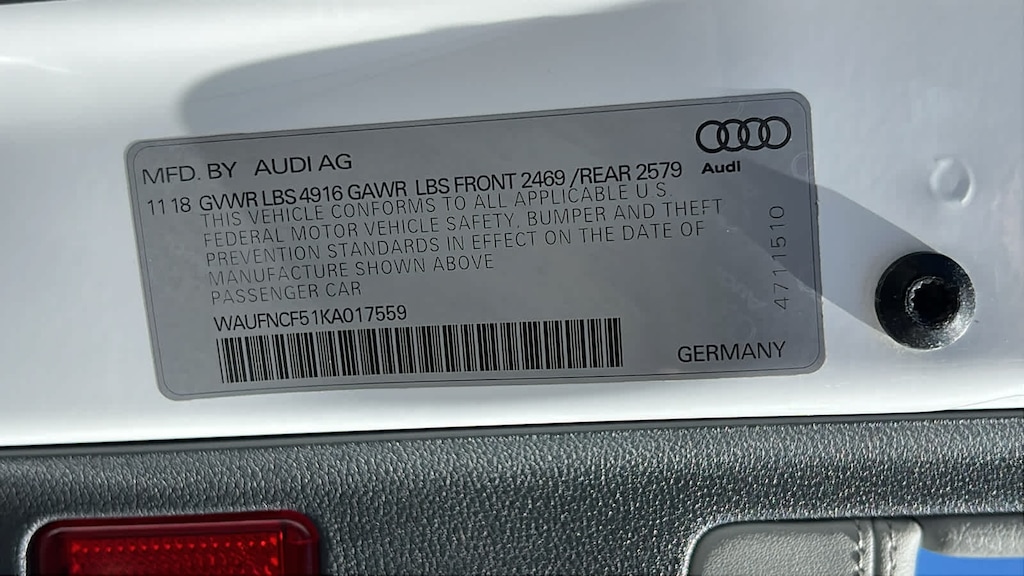 MFD. BY AUDI AG
Audi
11 18 GVWR LBS 4916 GAWR LBS FRONT 2469 /REAR 2579
THIS VEHICLE CONFORMS TO ALL APPLICABLE U S.
FEDERAL MOTOR VEHICLE SAFETY, BUMPER AND THEFT
PREVENTION STANDARDS IN EFFECT ON THE DATE OF
MANUFACTURE SHOWN ABOVE
PASSENGER CAR
WAUFNCF51KA017559
GERMANY
4711510